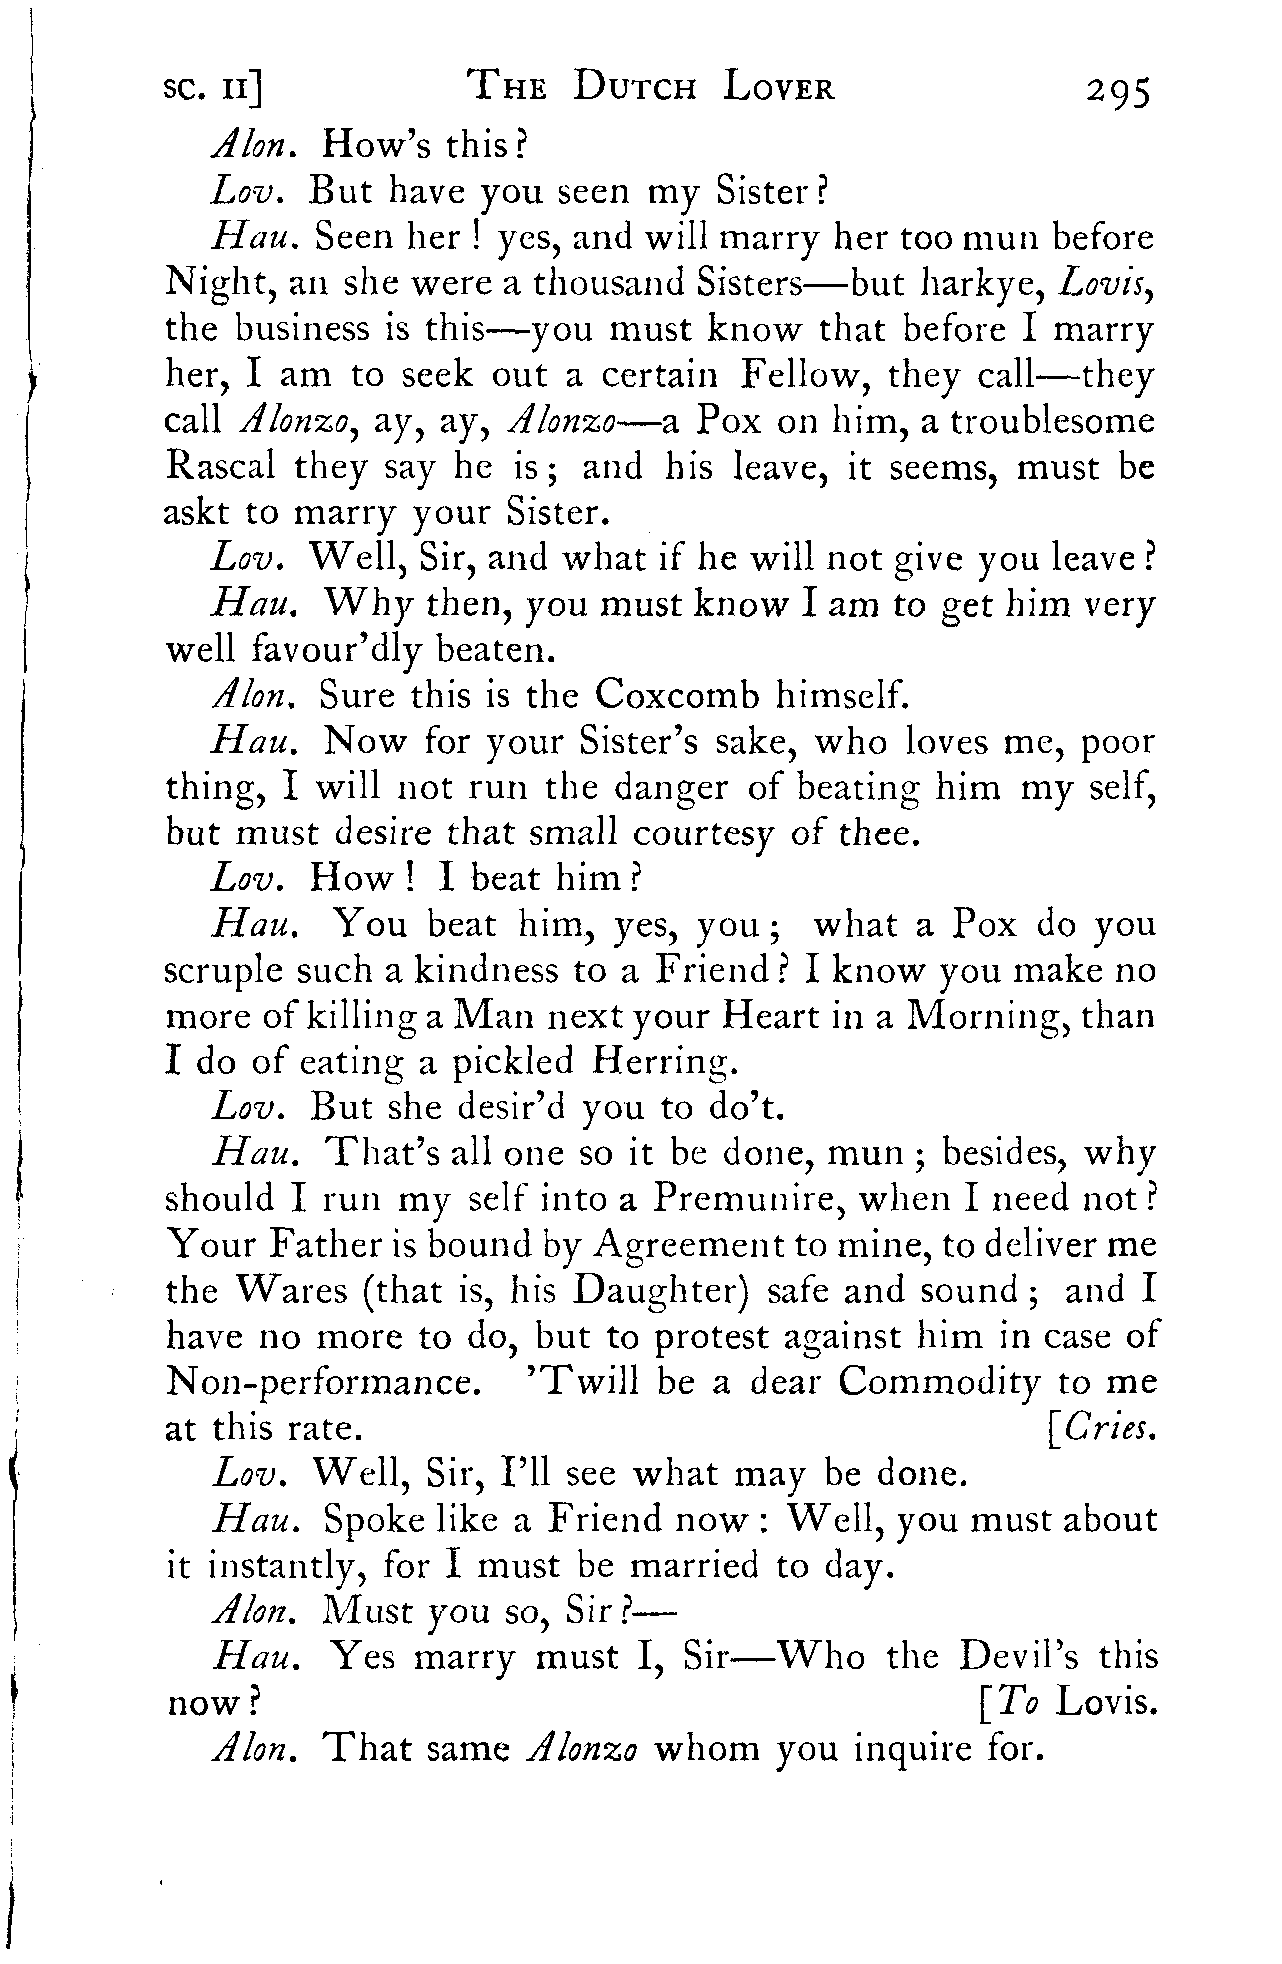 SC. II] THE DUTCH LOVER 295
Alon. How's this?
Lov. But have you seen my Sister?
Hau. Seen her! yes, and will marry her too mun before
Night, an she were a thousand Sisters—but harkye, Lovis,
the business is this—you must know that before I marry
her, I am to seek out a certain Fellow, they call—they
call Alonzo, ay, ay, Alonzo—a Pox on him, a troublesome
Rascal they say he is; and his leave, it seems, must be
askt to marry your Sister.
Lov. Well, Sir, and what if he will not give you leave?
Hau. Why then, you must know I am to get him very
well favour'dly beaten.
Alon. Sure this is the Coxcomb himself.
Hau. Now for your Sister's sake, who loves me, poor
thing, I will not run the danger of beating him my self,
but must desire that small courtesy of thee.
Lov. How! I beat him?
Hau. You beat him, yes, you; what a Pox do you
scruple such a kindness to a Friend? I know you make no
more of killing a Man next your Heart in a Morning, than
I do of eating a pickled Herring.
Lov. But she desir'd you to do't.
Hau. That's all one so it be done, mun; besides, why
should I run my self into a Premunire, when I need not?
Your Father is bound by Agreement to mine, to deliver me
the Wares (that is, his Daughter) safe and sound; and I
have no more to do, but to protest against him in case of
Non-performance. 'Twill be a dear Commodity to me
at this rate. [Cries.
Lov. Well, Sir, I'll see what may be done.
Hau. Spoke like a Friend now: Well, you must about
it instantly, for I must be married to day.
Alon. Must you so, Sir?—
Hau. Yes marry must I, Sir—Who the Devil's this
now? [To Lovis.
Alon. That same Alonzo whom you inquire for.